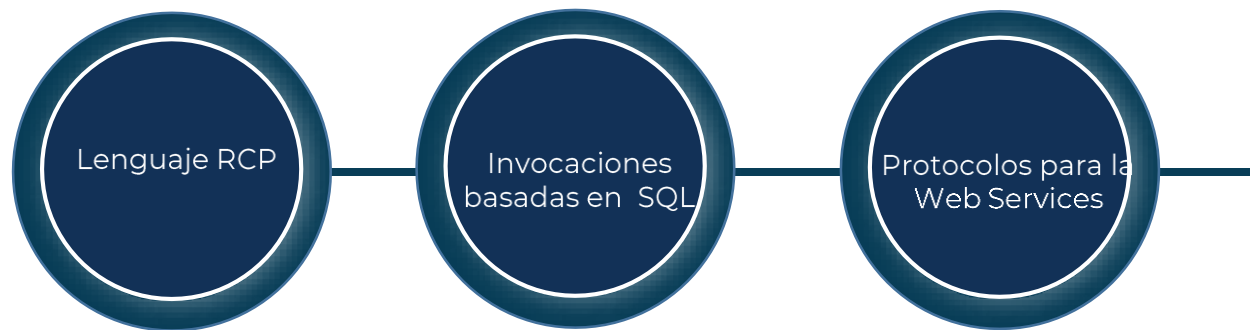 Lenguaje RCP
Invocaciones
basadas en  SQL
Protocolos para la
Web Services